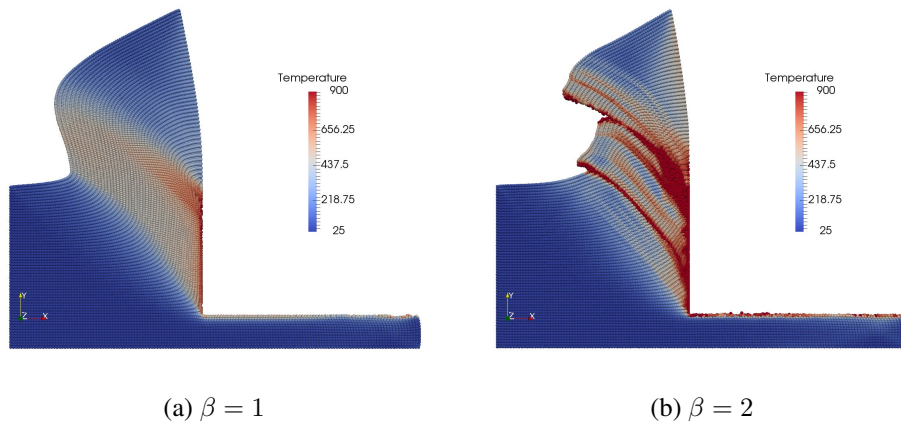 Temperature
900
656.25
437.5
218.75
25
Y
Z X
Temperature
900
656.25
437.5
218.75
25
Y
Z X
(a) β = 1
(b) β = 2